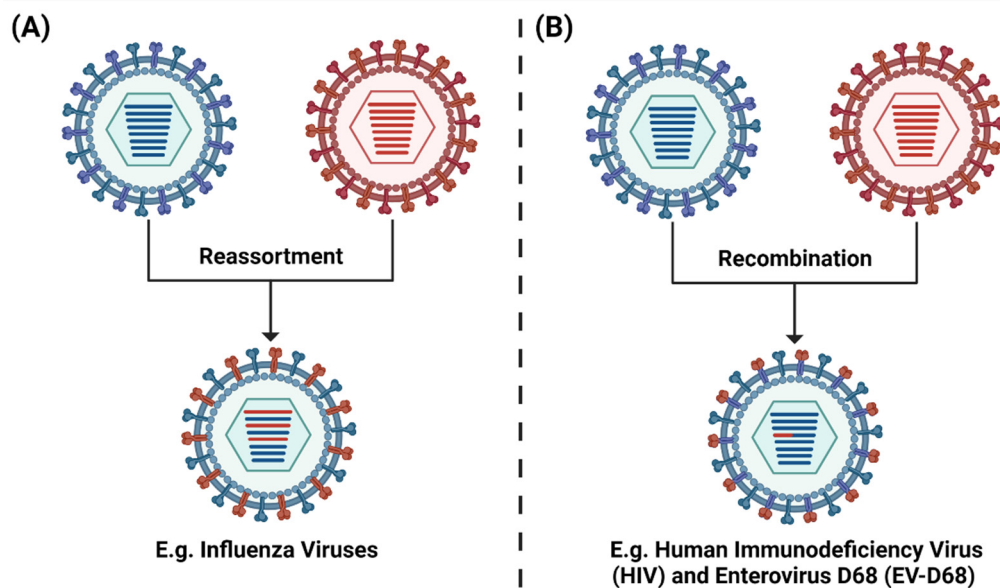 (A)
Reassortment
E.g. Influenza Viruses
(B)
Recombination
E.g. Human Immunodeficiency Virus
(HIV) and Enterovirus D68 (EV-D68)